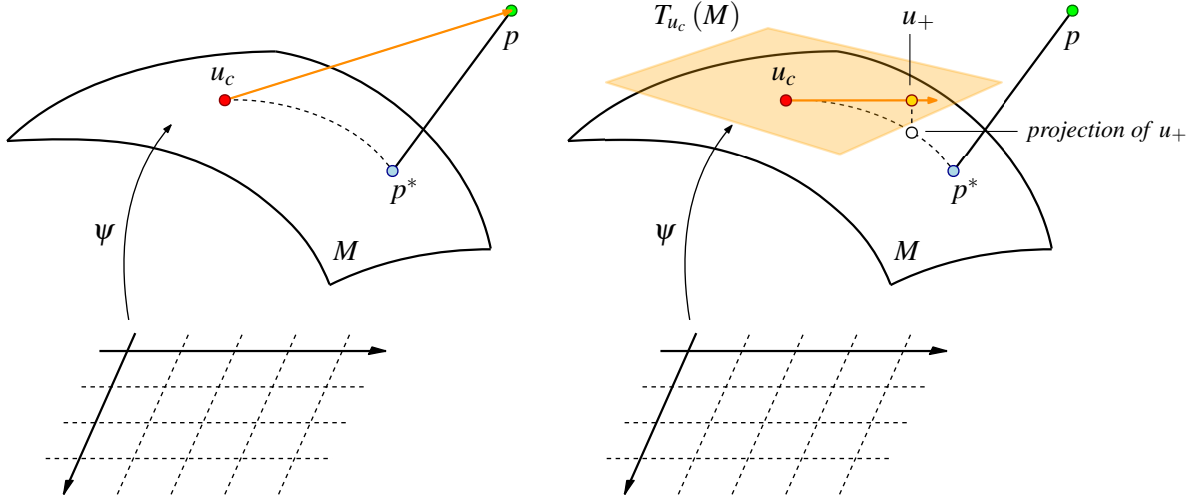 p
u_c
p*
ψ
M
T_{u_c}(M)
u_+
p
u_c
projection of u_+
p*
ψ
M